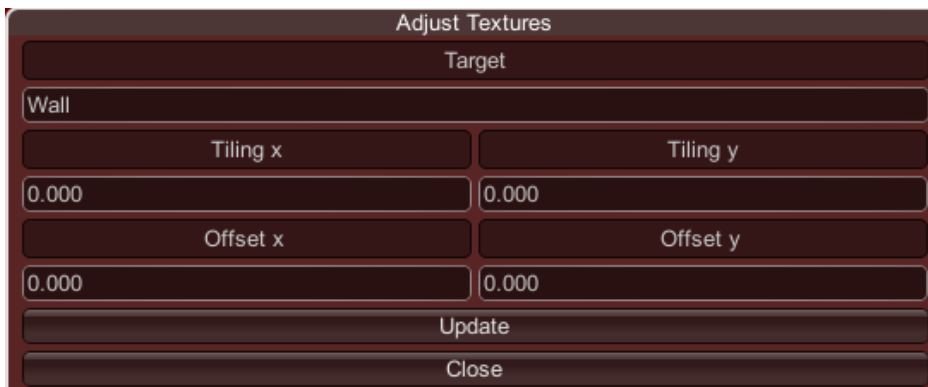 Adjust Textures
Target
Wall
Tiling x Tiling y
0.000 0.000
Offset x Offset y
0.000 0.000
Update
Close